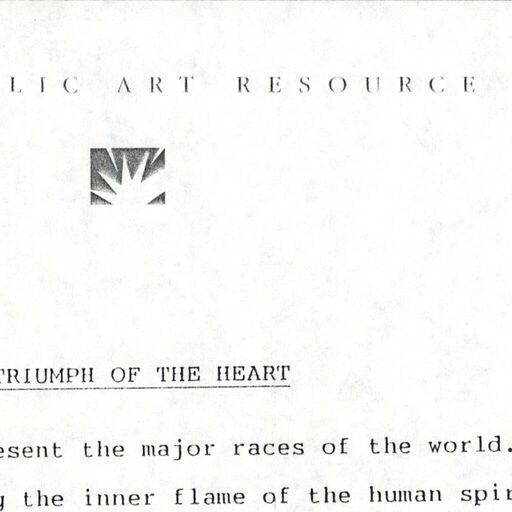 LIC ART RESOURCE
TRIUMPH OF THE HEART
esent the major races of the world.
y the inner flame of the human spir